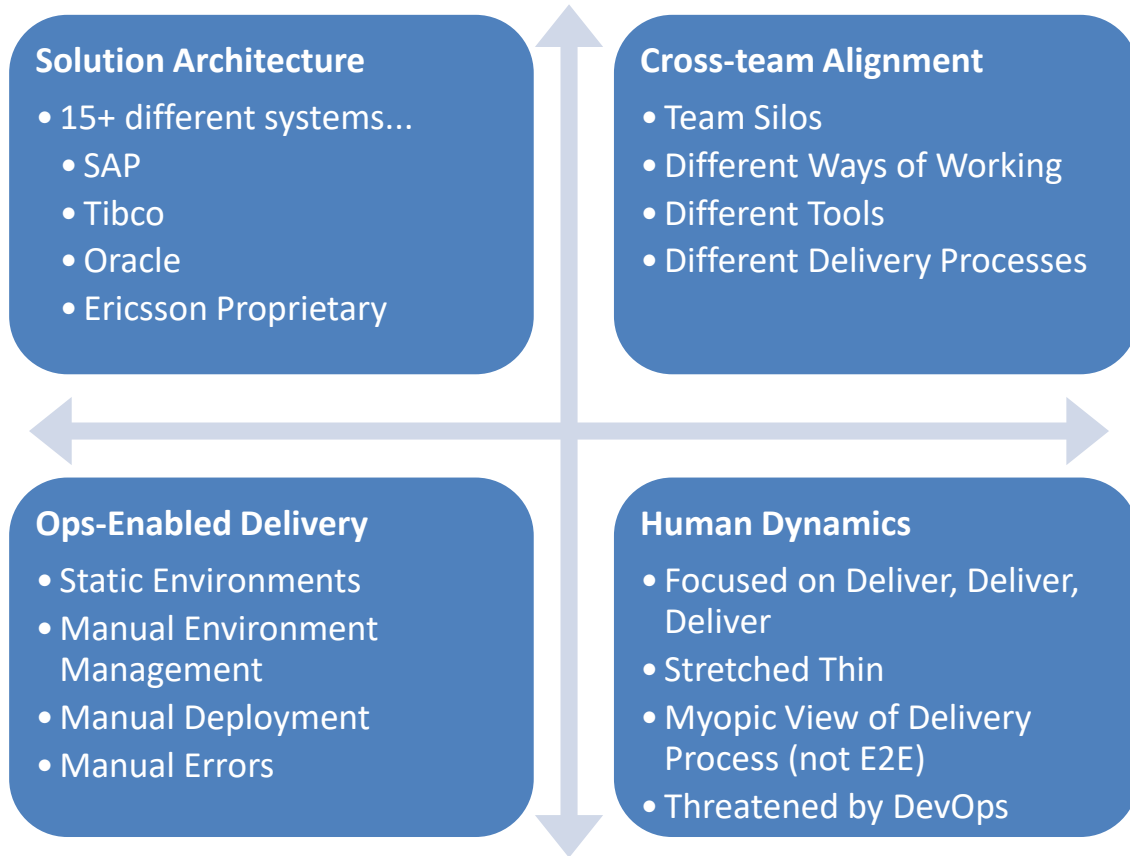 Solution Architecture
• 15+ different systems...
• SAP
• Tibco
• Oracle
• Ericsson Proprietary
Cross-team Alignment
• Team Silos
• Different Ways of Working
• Different Tools
• Different Delivery Processes
Ops-Enabled Delivery
• Static Environments
• Manual Environment
Management
• Manual Deployment
• Manual Errors
Human Dynamics
• Focused on Deliver, Deliver,
Deliver
• Stretched Thin
• Myopic View of Delivery
Process (not E2E)
• Threatened by DevOps